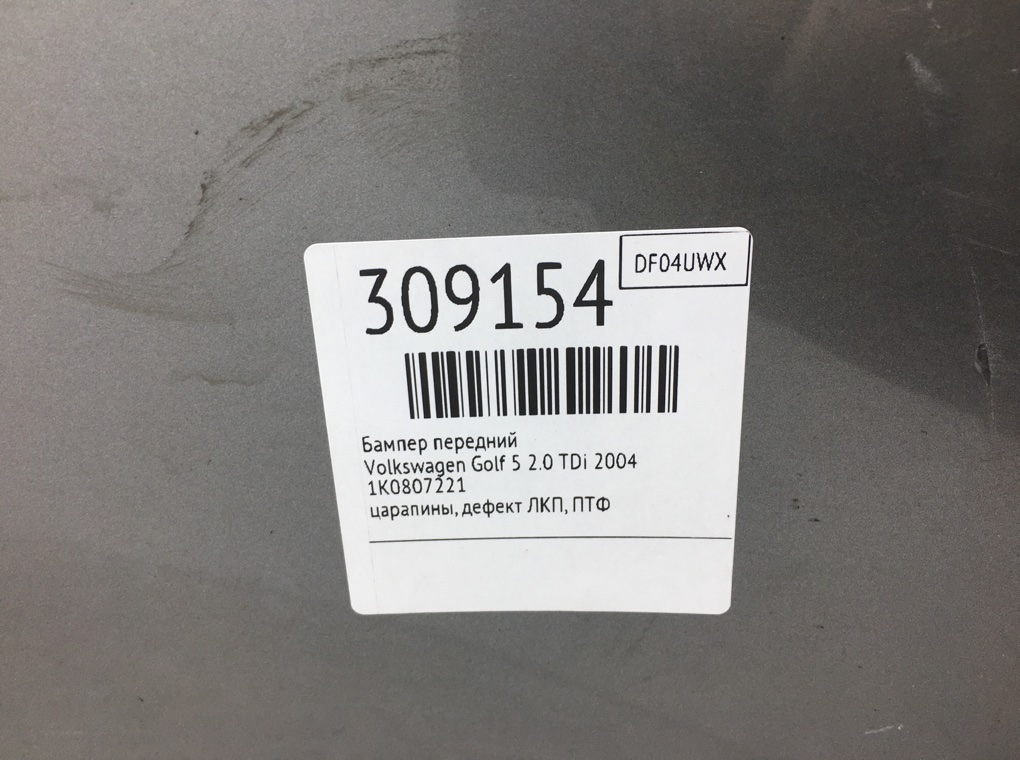 309154
DF04UWX
Бампер передний
Volkswagen Golf 5 2.0 TDi 2004
1K0807221
царапины, дефект ЛКП, ПТФ